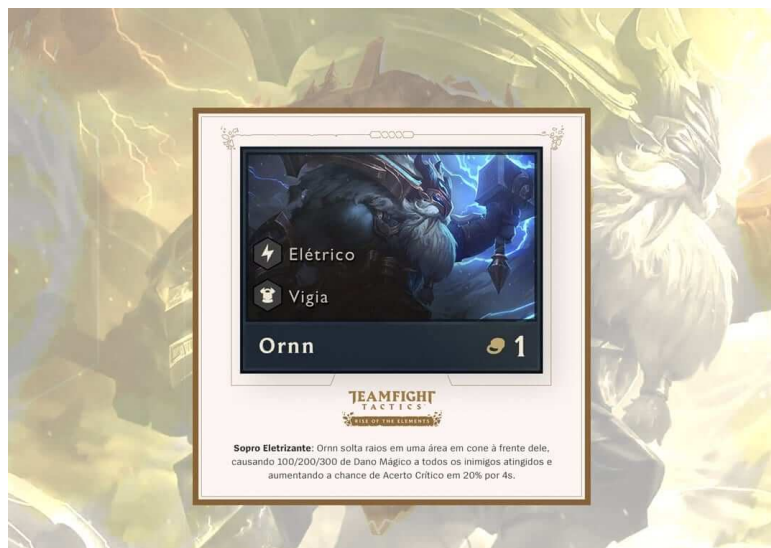 Elétrico
Vigia
Ornn 1
TEAMFIGHT
TACTICS
RISE OF THE ELEMENTS
Sopro Eletrizante: Ornn solta raios em uma área em cone à frente dele,
causando 100/200/300 de Dano Mágico a todos os inimigos atingidos e
aumentando a chance de Acerto Crítico em 20% por 4s.